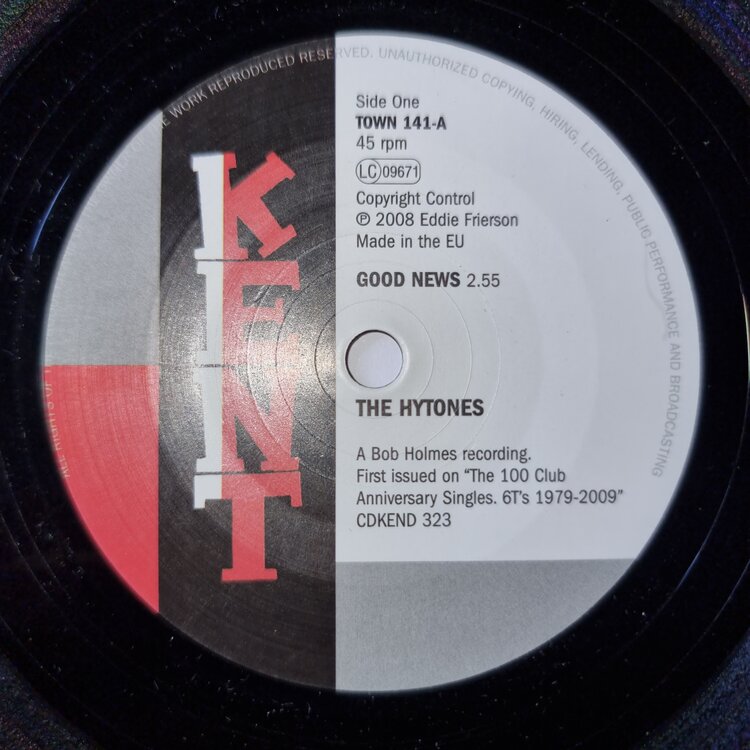 E WORK REPRODUCED RESERVED. UNAUTHORIZED COPYING, HIRING, LENDING, PUBLIC PERFORMANCE AND BROADCASTING
KENT
Side One
TOWN 141-A
45 rpm
LC 09671
Copyright Control
℗ 2008 Eddie Frierson
Made in the EU
GOOD NEWS 2.55
THE HYTONES
A Bob Holmes recording.
First issued on “The 100 Club
Anniversary Singles. 6T's 1979-2009”
CDKEND 323